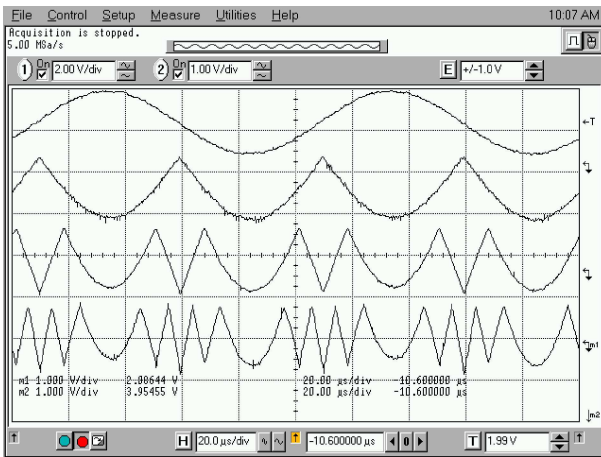 File Control Setup Measure Utilities Help 10:07 AM
Acquisition is stopped.
5.00 MSa/s
1) On 2.00 V/div 2) On 1.00 V/div E +/-1.0 V
T
m1
m1 1.000 V/div 2.00644 V 20.00 µs/div -10.600000 µs
m2 1.000 V/div 3.95455 V 20.00 µs/div -10.600000 µs
m2
H 20.0 µs/div -10.600000 µs 0 T 1.99 V